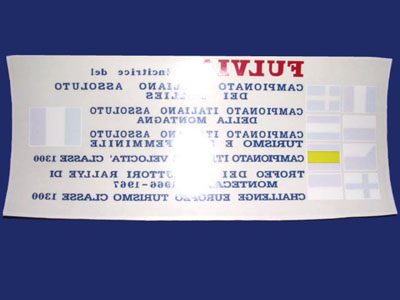 FULVIA vincitrice del
CAMPIONATO ITALIANO ASSOLUTO
DEI RALLIES
CAMPIONATO ITALIANO ASSOLUTO
DELLA MONTAGNA
CAMPIONATO ITALIANO ASSOLUTO
TURISMO E FEMMINILE
CAMPIONATO ITALIANO VELOCITA' CLASSE 1300
TROFEO DEI COSTRUTTORI RALLYE DI
MONTECARLO 1966-1967
CHALLENGE EUROPEO TURISMO CLASSE 1300